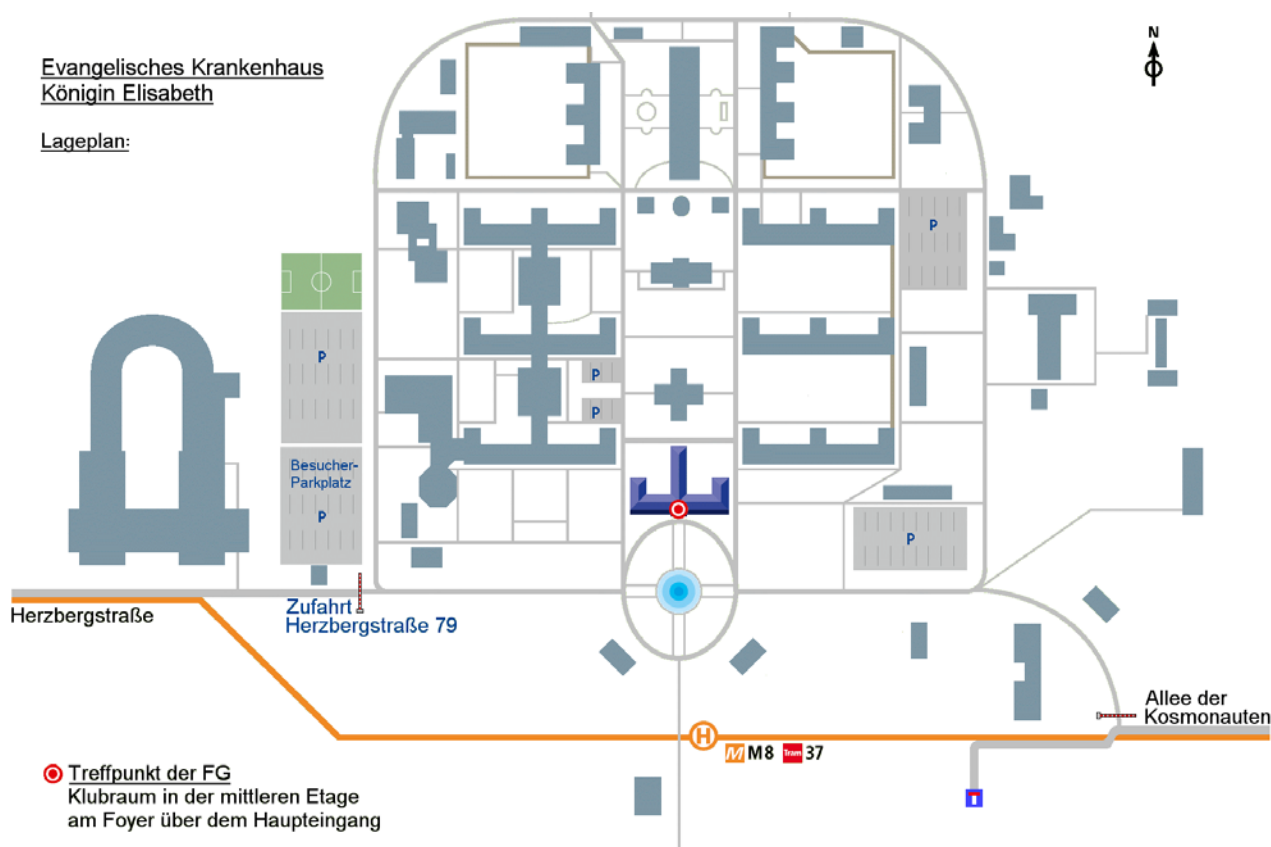 Evangelisches Krankenhaus
Königin Elisabeth
Lageplan:
N
P
P
P
P
Besucher-
Parkplatz
P
P
Herzbergstraße
Zufahrt
Herzbergstraße 79
Allee der
Kosmonauten
H
M M8 Tram 37
Treffpunkt der FG
Klubraum in der mittleren Etage
am Foyer über dem Haupteingang